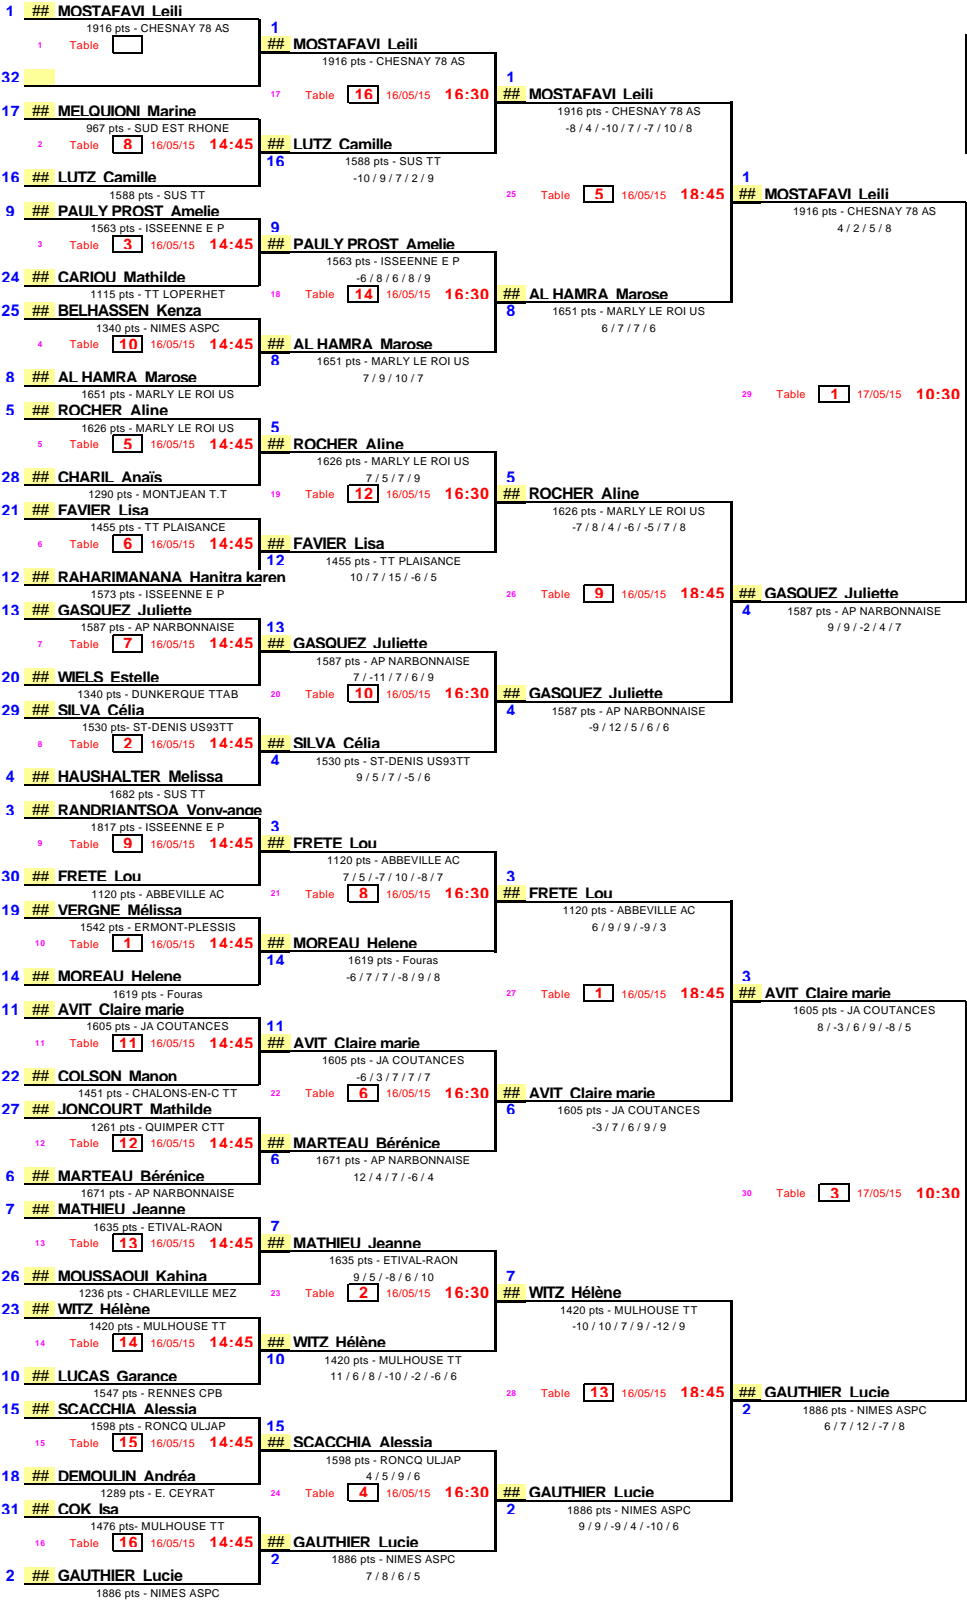 1 ## MOSTAFAVI Leili
1916 pts - CHESNAY 78 AS
1 Table
32
17 ## MELQUIONI Marine
967 pts - SUD EST RHONE
2 Table 8 16/05/15 14:45
16 ## LUTZ Camille
1588 pts - SUS TT
9 ## PAULY PROST Amelie
1563 pts - ISSEENNE E P
3 Table 3 16/05/15 14:45
24 ## CARIOU Mathilde
1115 pts - TT LOPERHET
25 ## BELHASSEN Kenza
1340 pts - NIMES ASPC
4 Table 10 16/05/15 14:45
8 ## AL HAMRA Marose
1651 pts - MARLY LE ROI US
5 ## ROCHER Aline
1626 pts - MARLY LE ROI US
5 Table 5 16/05/15 14:45
28 ## CHARIL Anaïs
1290 pts - MONTJEAN T.T
21 ## FAVIER Lisa
1455 pts - TT PLAISANCE
6 Table 6 16/05/15 14:45
12 ## RAHARIMANANA Hanitra karen
1573 pts - ISSEENNE E P
13 ## GASQUEZ Juliette
1587 pts - AP NARBONNAISE
7 Table 7 16/05/15 14:45
20 ## WIELS Estelle
1340 pts - DUNKERQUE TTAB
29 ## SILVA Célia
1530 pts- ST-DENIS US93TT
8 Table 2 16/05/15 14:45
4 ## HAUSHALTER Melissa
1682 pts - SUS TT
3 ## RANDRIANTSOA Vony-ange
1817 pts - ISSEENNE E P
9 Table 9 16/05/15 14:45
30 ## FRETE Lou
1120 pts - ABBEVILLE AC
19 ## VERGNE Mélissa
1542 pts - ERMONT-PLESSIS
10 Table 1 16/05/15 14:45
14 ## MOREAU Helene
1619 pts - Fouras
11 ## AVIT Claire marie
1605 pts - JA COUTANCES
11 Table 11 16/05/15 14:45
22 ## COLSON Manon
1451 pts - CHALONS-EN-C TT
27 ## JONCOURT Mathilde
1261 pts - QUIMPER CTT
12 Table 12 16/05/15 14:45
6 ## MARTEAU Bérénice
1671 pts - AP NARBONNAISE
7 ## MATHIEU Jeanne
1635 pts - ETIVAL-RAON
13 Table 13 16/05/15 14:45
26 ## MOUSSAOUI Kahina
1236 pts - CHARLEVILLE MEZ
23 ## WITZ Hélène
1420 pts - MULHOUSE TT
14 Table 14 16/05/15 14:45
10 ## LUCAS Garance
1547 pts - RENNES CPB
15 ## SCACCHIA Alessia
1598 pts - RONCQ ULJAP
15 Table 15 16/05/15 14:45
18 ## DEMOULIN Andréa
1289 pts - E. CEYRAT
31 ## COK Isa
1476 pts- MULHOUSE TT
16 Table 16 16/05/15 14:45
2 ## GAUTHIER Lucie
1886 pts - NIMES ASPC
1
## MOSTAFAVI Leili
1916 pts - CHESNAY 78 AS
17 Table 16 16/05/15 16:30
## LUTZ Camille
16 1588 pts - SUS TT
-10 / 9 / 7 / 2 / 9
9
## PAULY PROST Amelie
1563 pts - ISSEENNE E P
-6 / 8 / 6 / 8 / 9
18 Table 14 16/05/15 16:30
## AL HAMRA Marose
8 1651 pts - MARLY LE ROI US
7 / 9 / 10 / 7
5
## ROCHER Aline
1626 pts - MARLY LE ROI US
7 / 5 / 7 / 9
19 Table 12 16/05/15 16:30
## FAVIER Lisa
12 1455 pts - TT PLAISANCE
10 / 7 / 15 / -6 / 5
13
## GASQUEZ Juliette
1587 pts - AP NARBONNAISE
7 / -11 / 7 / 6 / 9
20 Table 10 16/05/15 16:30
## SILVA Célia
4 1530 pts - ST-DENIS US93TT
9 / 5 / 7 / -5 / 6
3
## FRETE Lou
1120 pts - ABBEVILLE AC
7 / 5 / -7 / 10 / -8 / 7
21 Table 8 16/05/15 16:30
## MOREAU Helene
14 1619 pts - Fouras
-6 / 7 / 7 / -8 / 9 / 8
11
## AVIT Claire marie
1605 pts - JA COUTANCES
-6 / 3 / 7 / 7 / 7
22 Table 6 16/05/15 16:30
## MARTEAU Bérénice
6 1671 pts - AP NARBONNAISE
12 / 4 / 7 / -6 / 4
7
## MATHIEU Jeanne
1635 pts - ETIVAL-RAON
9 / 5 / -8 / 6 / 10
23 Table 2 16/05/15 16:30
## WITZ Hélène
10 1420 pts - MULHOUSE TT
11 / 6 / 8 / -10 / -2 / -6 / 6
15
## SCACCHIA Alessia
1598 pts - RONCQ ULJAP
4 / 5 / 9 / 6
24 Table 4 16/05/15 16:30
## GAUTHIER Lucie
2 1886 pts - NIMES ASPC
7 / 8 / 6 / 5
1
## MOSTAFAVI Leili
1916 pts - CHESNAY 78 AS
-8 / 4 / -10 / 7 / -7 / 10 / 8
25 Table 5 16/05/15 18:45
## AL HAMRA Marose
8 1651 pts - MARLY LE ROI US
6 / 7 / 7 / 6
5
## ROCHER Aline
1626 pts - MARLY LE ROI US
-7 / 8 / 4 / -6 / -5 / 7 / 8
26 Table 9 16/05/15 18:45
## GASQUEZ Juliette
4 1587 pts - AP NARBONNAISE
-9 / 12 / 5 / 6 / 6
3
## FRETE Lou
1120 pts - ABBEVILLE AC
6 / 9 / 9 / -9 / 3
27 Table 1 16/05/15 18:45
## AVIT Claire marie
6 1605 pts - JA COUTANCES
-3 / 7 / 6 / 9 / 9
7
## WITZ Hélène
1420 pts - MULHOUSE TT
-10 / 10 / 7 / 9 / -12 / 9
28 Table 13 16/05/15 18:45
## GAUTHIER Lucie
2 1886 pts - NIMES ASPC
9 / 9 / -9 / 4 / -10 / 6
1
## MOSTAFAVI Leili
1916 pts - CHESNAY 78 AS
4 / 2 / 5 / 8
29 Table 1 17/05/15 10:30
## GASQUEZ Juliette
4 1587 pts - AP NARBONNAISE
9 / 9 / -2 / 4 / 7
3
## AVIT Claire marie
1605 pts - JA COUTANCES
8 / -3 / 6 / 9 / -8 / 5
30 Table 3 17/05/15 10:30
## GAUTHIER Lucie
2 1886 pts - NIMES ASPC
6 / 7 / 12 / -7 / 8